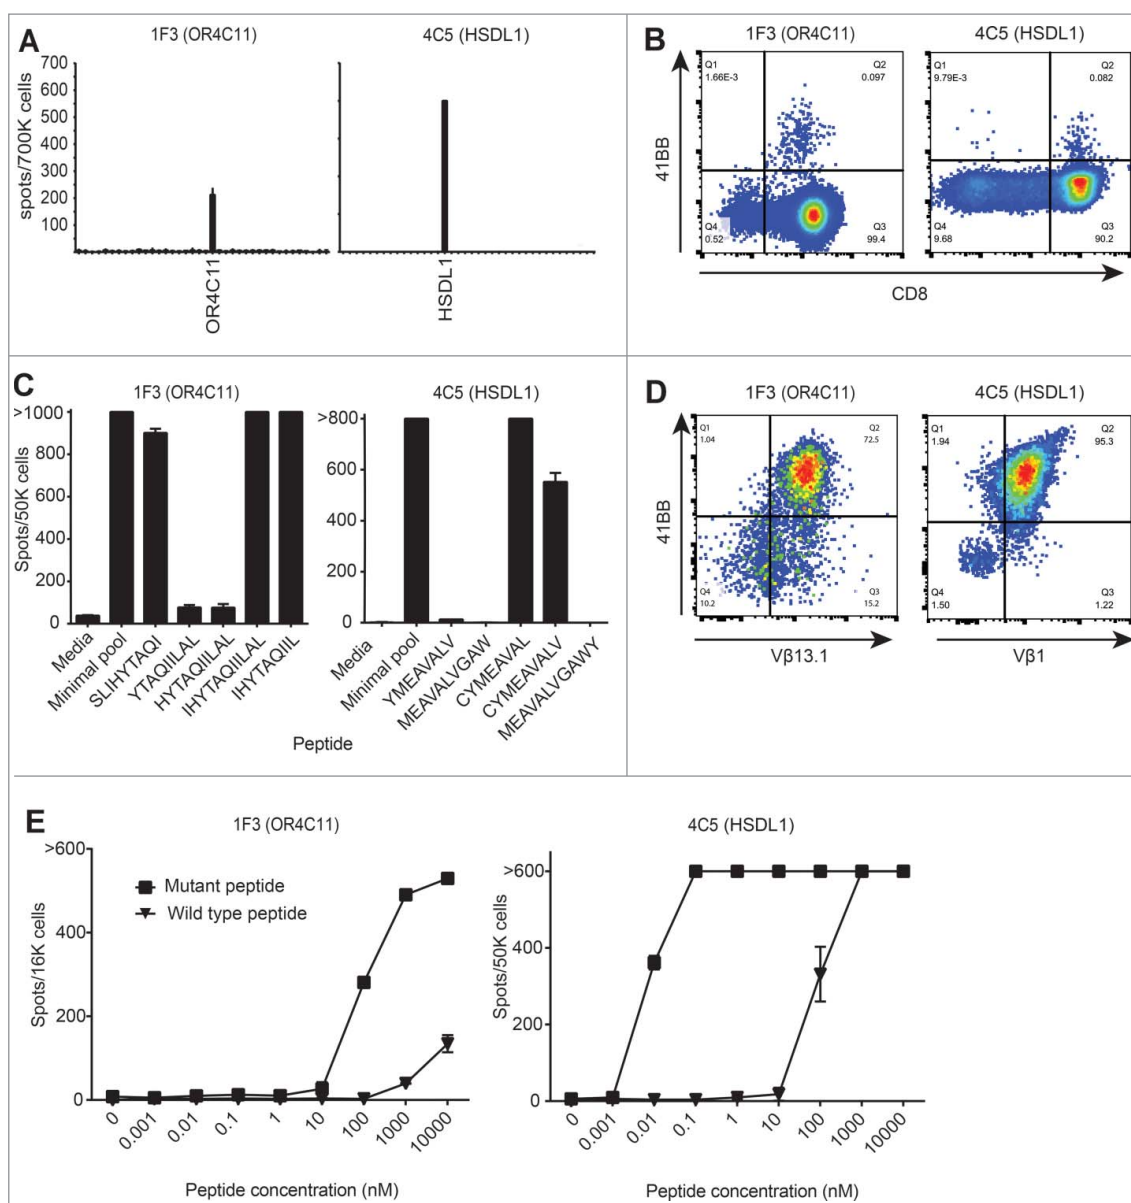 A
1F3 (OR4C11)
4C5 (HSDL1)
spots/700K cells
700
600
500
400
300
200
100
OR4C11
HSDL1
B
1F3 (OR4C11)
4C5 (HSDL1)
Q1
1.66E-3
Q2
0.097
Q4
0.52
Q3
99.4
Q1
9.79E-3
Q2
0.082
Q4
9.68
Q3
90.2
41BB
CD8
C
1F3 (OR4C11)
4C5 (HSDL1)
Spots/50K cells
>1000
800
600
400
200
0
Media
Minimal pool
SLIHYTAQI
YTAQIILAL
HYTAQIILAL
IHYTAQIILAL
IHYTAQIIL
>800
600
400
200
0
Media
Minimal pool
YMEAVALV
MEAVALVGAW
CYMEAVAL
CYMEAVALV
MEAVALVGAWY
Peptide
D
1F3 (OR4C11)
4C5 (HSDL1)
Q1
1.04
Q2
72.5
Q4
10.2
Q3
15.2
Q1
1.94
Q2
95.3
Q4
1.50
Q3
1.22
41BB
Vβ13.1
Vβ1
E
1F3 (OR4C11)
4C5 (HSDL1)
Spots/16K cells
>600
400
200
0
Mutant peptide
Wild type peptide
0
0.001
0.01
0.1
1
10
100
1000
10000
Peptide concentration (nM)
Spots/50K cells
>600
400
200
0
0
0.001
0.01
0.1
1
10
100
1000
10000
Peptide concentration (nM)